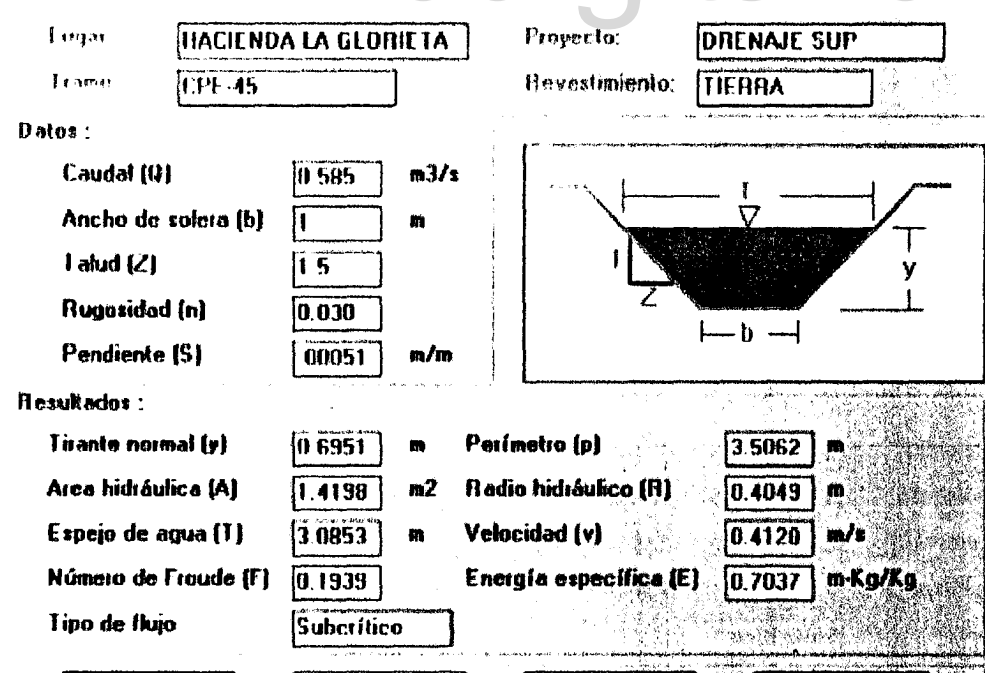 Lugar HACIENDA LA GLORIETA Proyecto: DRENAJE SUP
Tramo CPE-45 Revestimiento: TIERRA
Datos :
Caudal (Q) 0.585 m3/s
Ancho de solera (b) 1 m
Talud (Z) 1.5
Rugosidad (n) 0.030
Pendiente (S) .00051 m/m
T
1
Z
y
b
Resultados :
Tirante normal (y) 0.6951 m Perímetro (p) 3.5062 m
Area hidráulica (A) 1.4198 m2 Radio hidráulico (R) 0.4049 m
Espejo de agua (T) 3.0853 m Velocidad (v) 0.4120 m/s
Número de Froude (F) 0.1939 Energía específica (E) 0.7037 m-Kg/Kg
Tipo de flujo Subcrítico